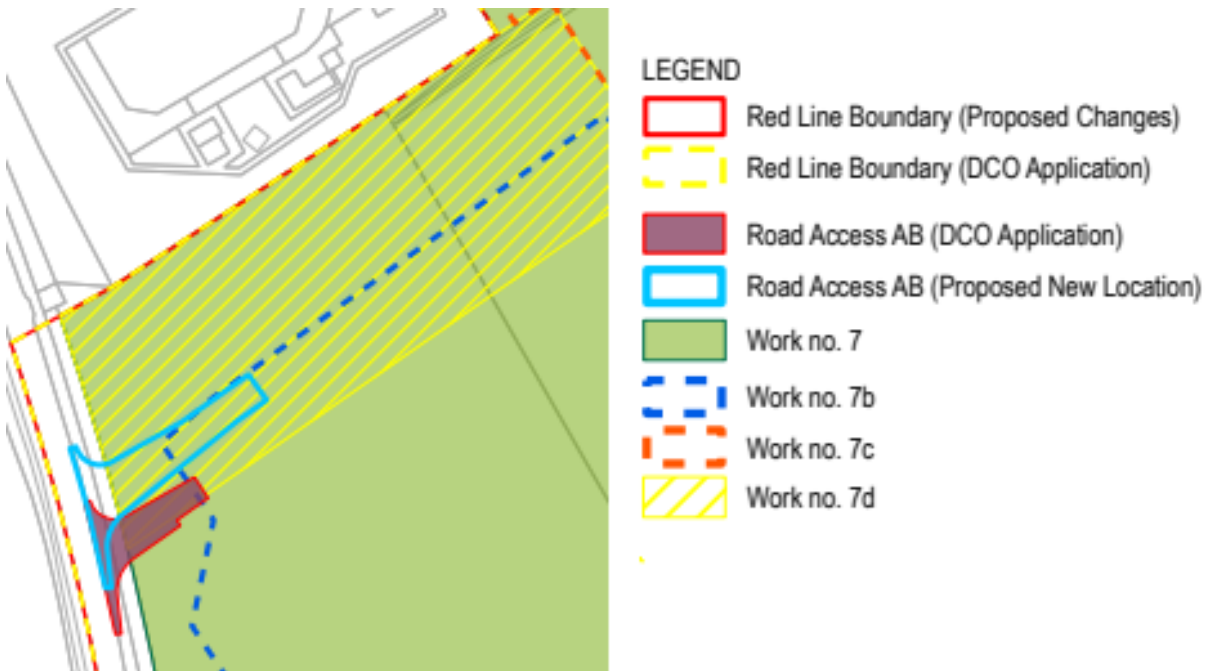 LEGEND
Red Line Boundary (Proposed Changes)
Red Line Boundary (DCO Application)
Road Access AB (DCO Application)
Road Access AB (Proposed New Location)
Work no. 7
Work no. 7b
Work no. 7c
Work no. 7d